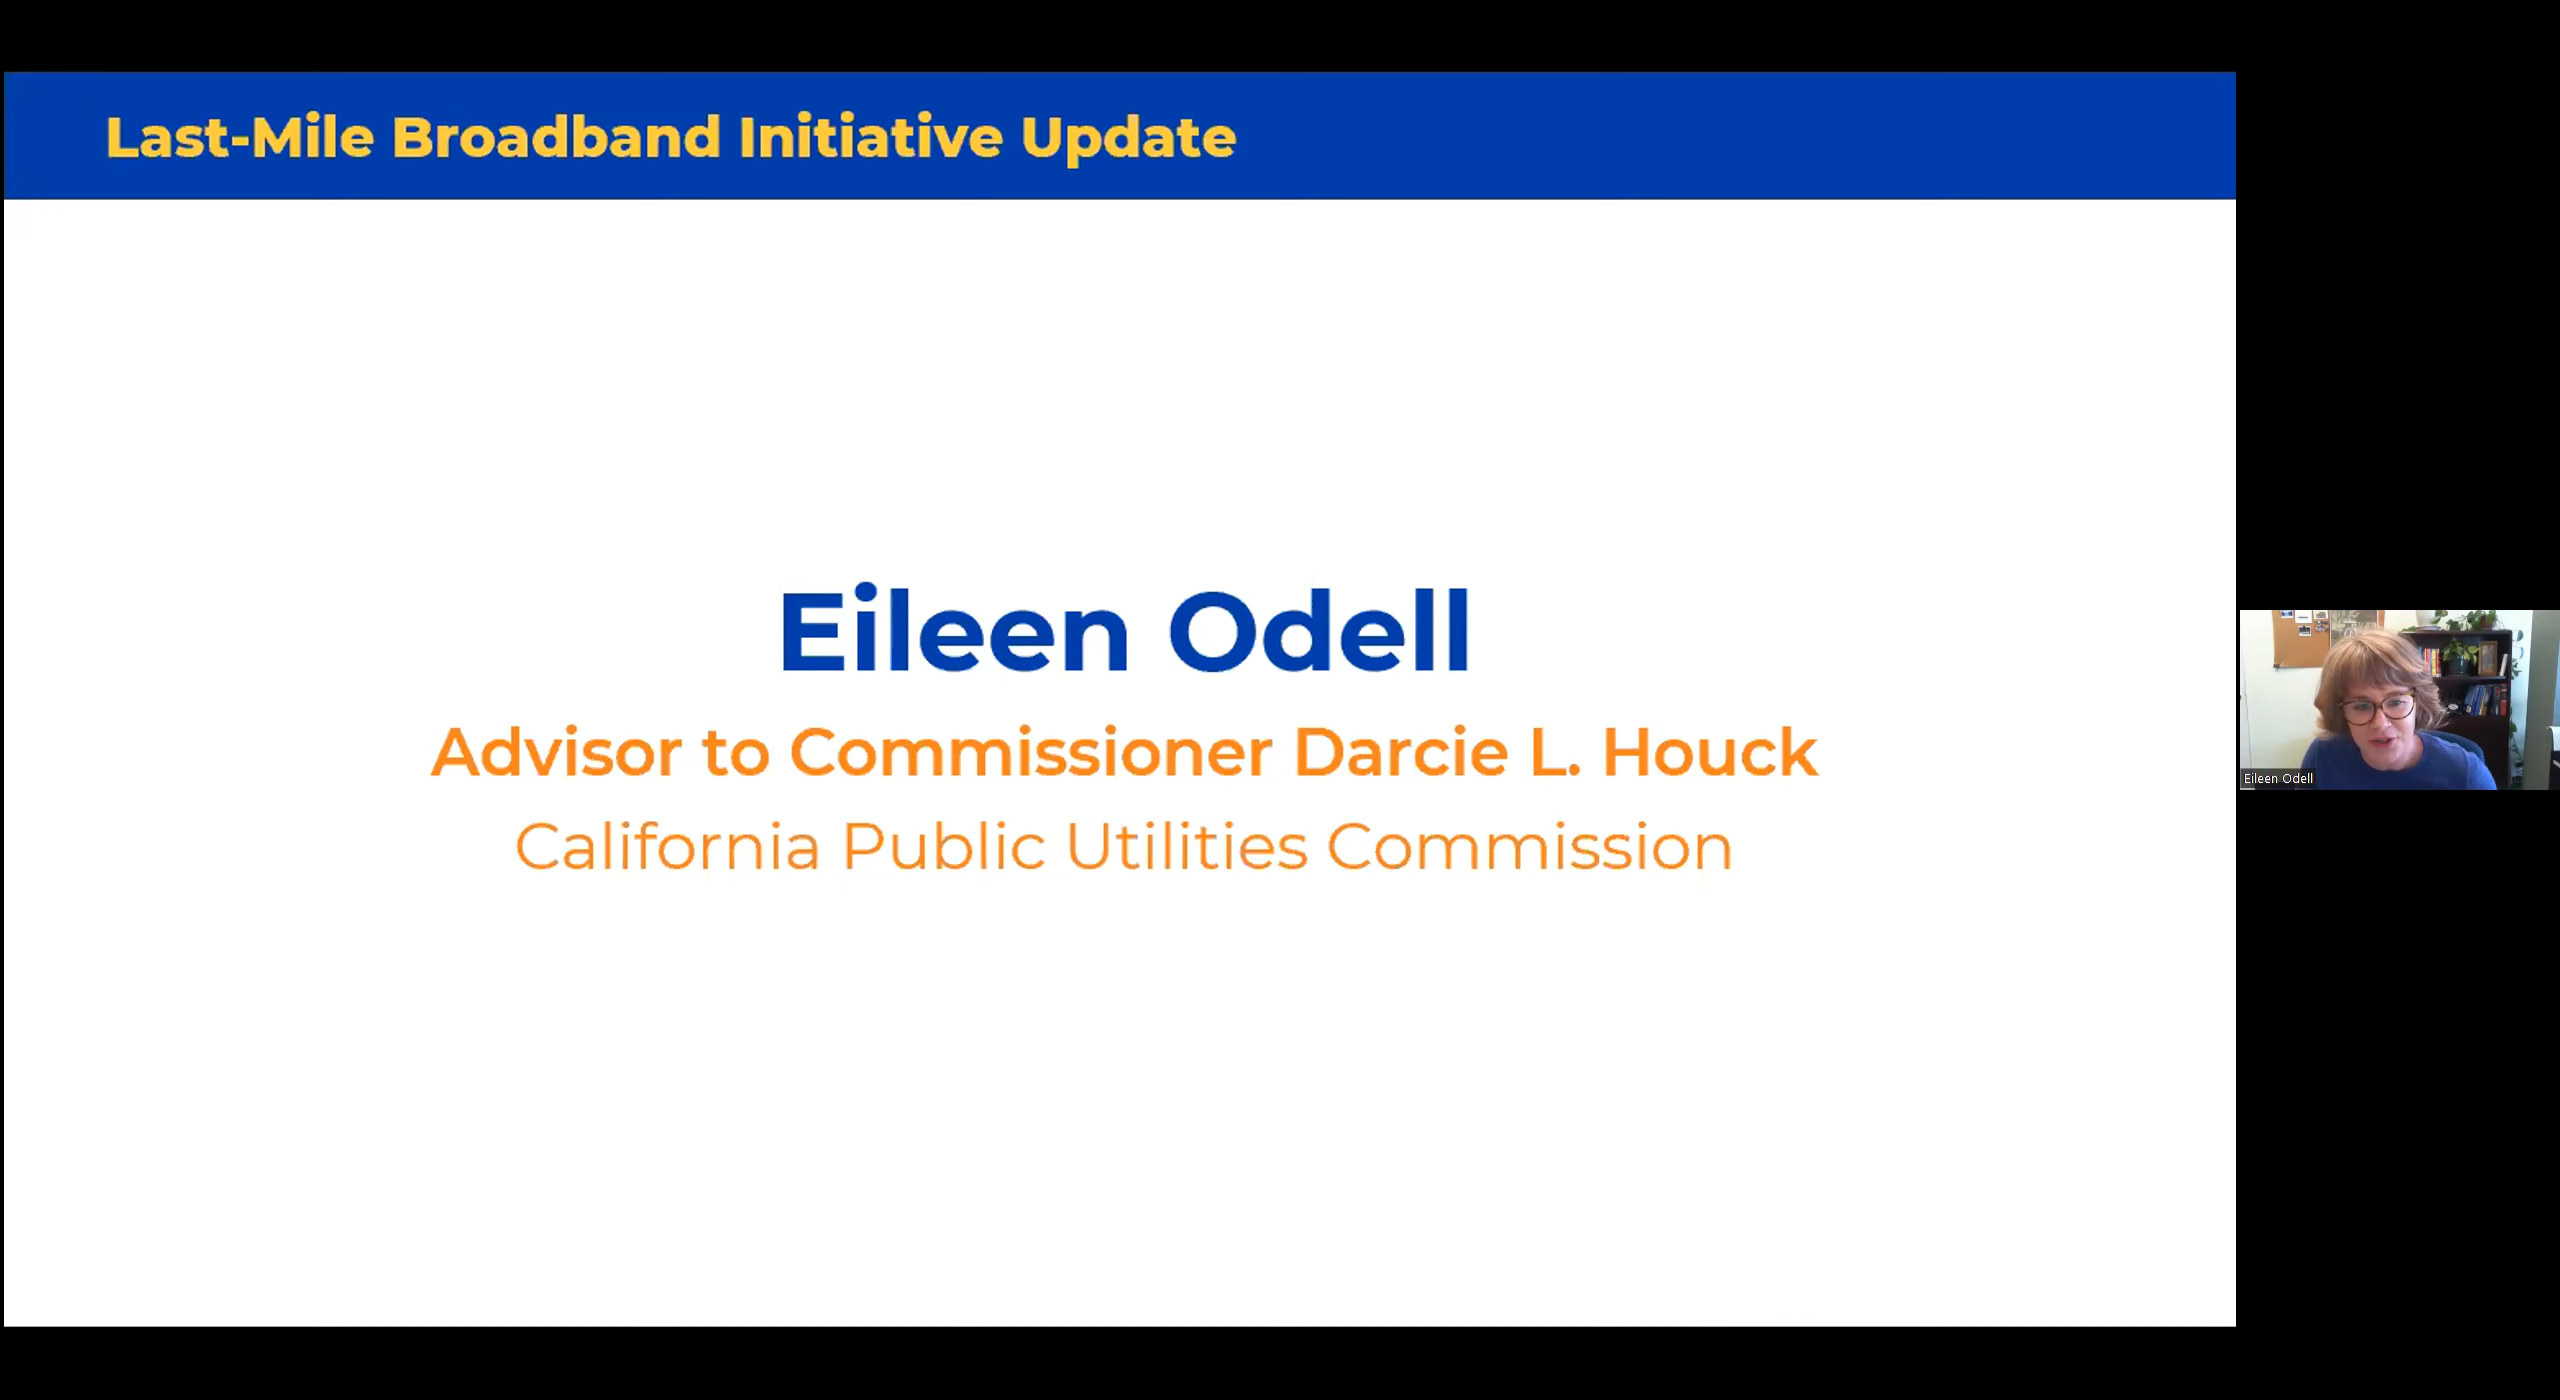 Last-Mile Broadband Initiative Update
Eileen Odell
Advisor to Commissioner Darcie L. Houck
California Public Utilities Commission
Eileen Odell